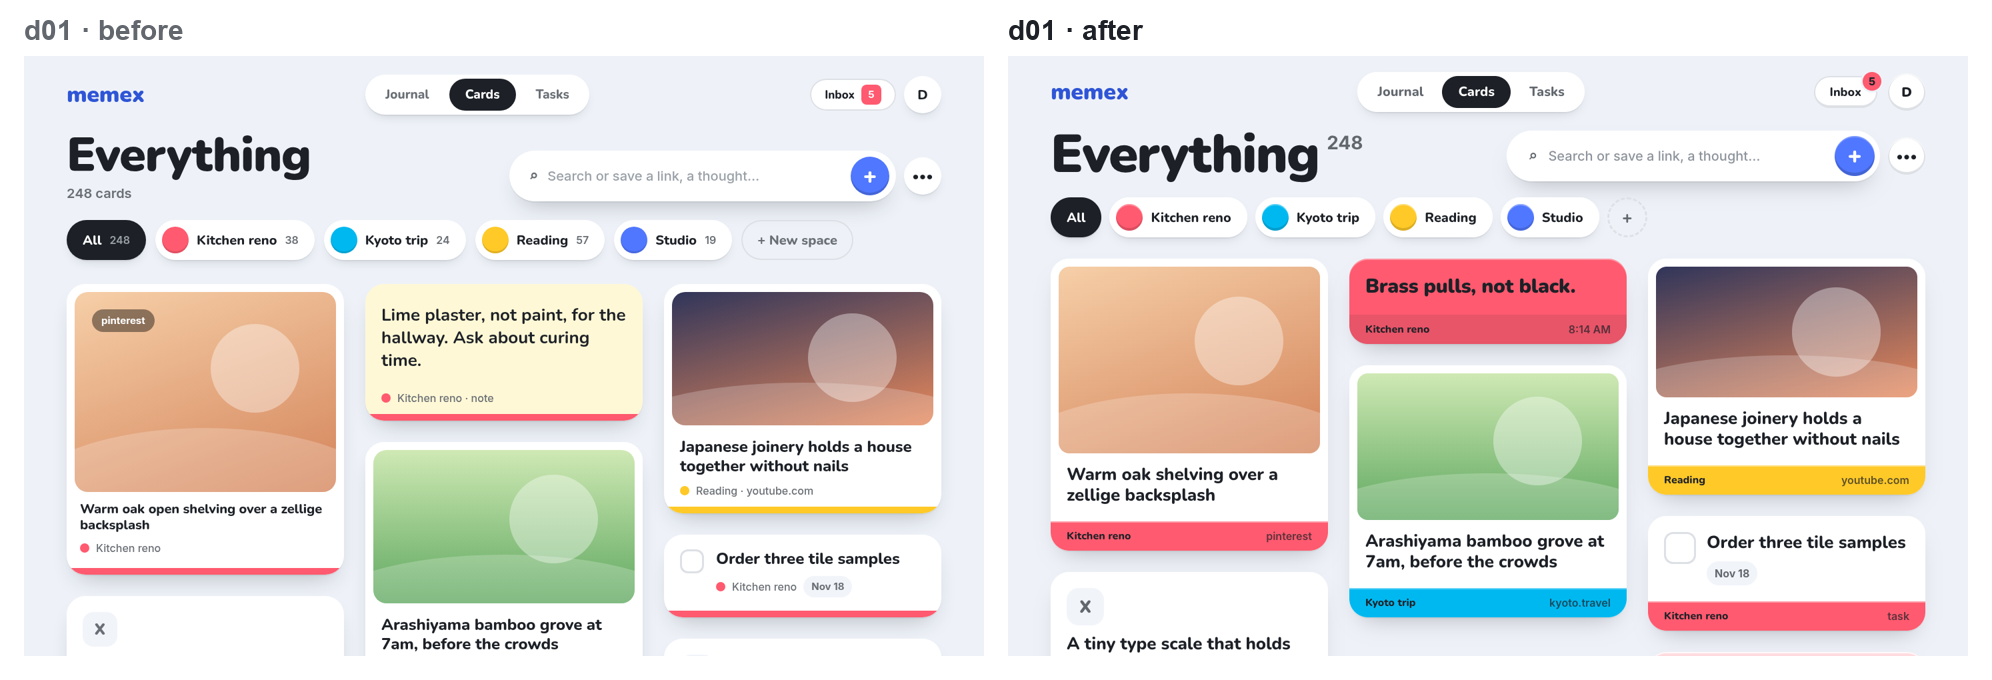 d01 · before
memex
Journal
Cards
Tasks
Inbox 5
D
Everything
248 cards
Search or save a link, a thought...
+
•••
All 248
Kitchen reno 38
Kyoto trip 24
Reading 57
Studio 19
+ New space
pinterest
Warm oak open shelving over a zellige
backsplash
Kitchen reno
X
Lime plaster, not paint, for the
hallway. Ask about curing
time.
Kitchen reno · note
Arashiyama bamboo grove at
7am, before the crowds
Japanese joinery holds a house
together without nails
Reading · youtube.com
Order three tile samples
Kitchen reno
Nov 18
d01 · after
memex
Journal
Cards
Tasks
Inbox 5
D
Everything 248
Search or save a link, a thought...
+
•••
All
Kitchen reno
Kyoto trip
Reading
Studio
+
Warm oak shelving over a
zellige backsplash
Kitchen reno
pinterest
X
A tiny type scale that holds
Brass pulls, not black.
Kitchen reno
8:14 AM
Arashiyama bamboo grove at
7am, before the crowds
Kyoto trip
kyoto.travel
Japanese joinery holds a
house together without nails
Reading
youtube.com
Order three tile samples
Nov 18
Kitchen reno
task